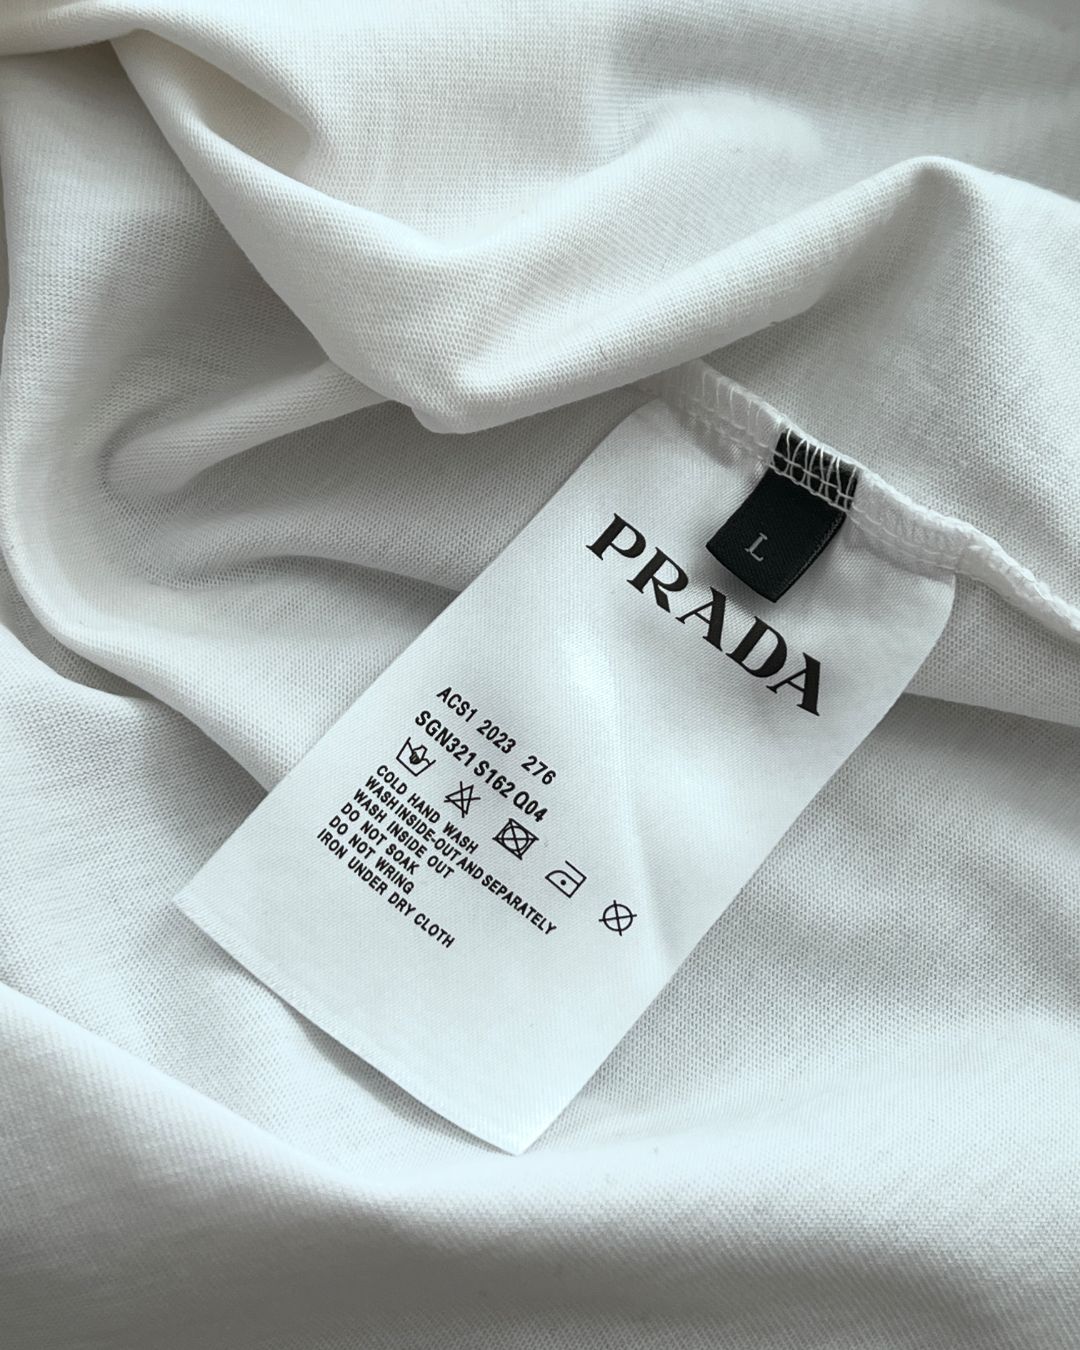 L
PRADA
ACS1 2023 276
SGN321 S162 Q04
COLD HAND WASH
WASH INSIDE-OUT AND SEPARATELY
WASH INSIDE OUT
DO NOT SOAK
DO NOT WRING
IRON UNDER DRY CLOTH